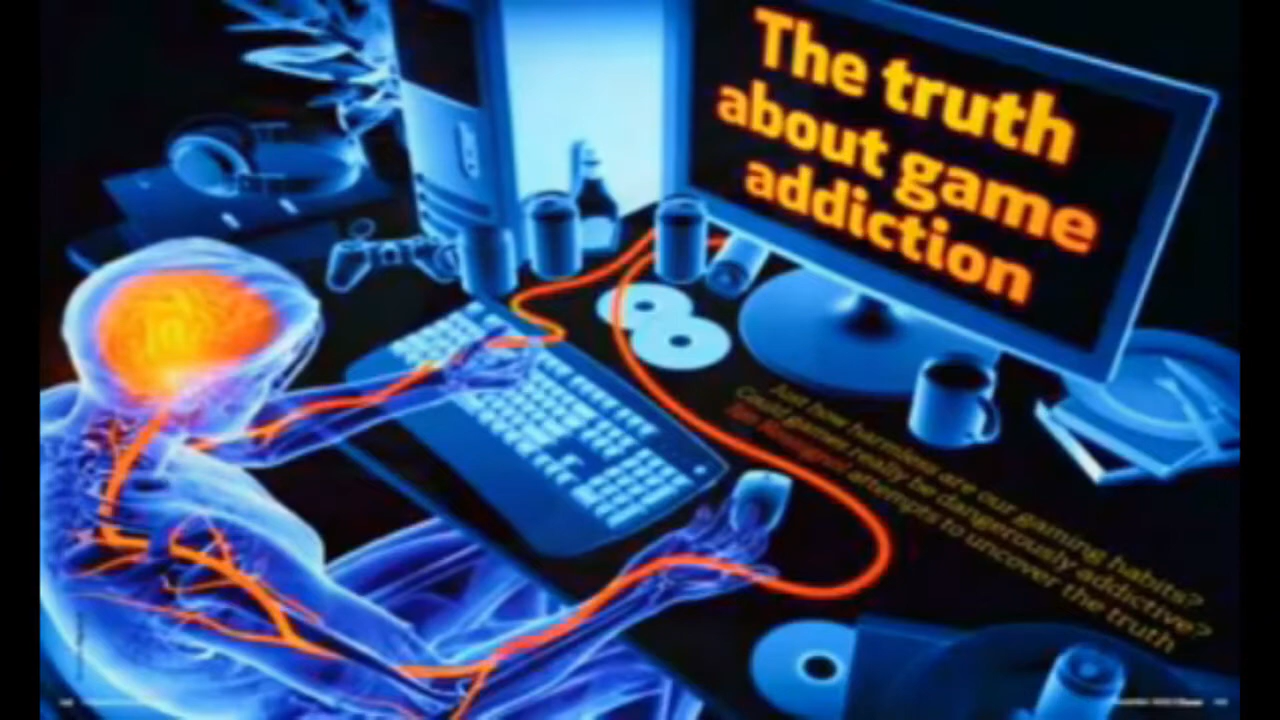 The truth
about game
addiction
Just how harmless are our gaming habits?
Could games really be dangerously addictive?
attempts to uncover the truth